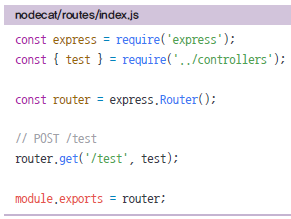 nodecat/routes/index.js
const express = require('express');
const { test } = require('../controllers');
const router = express.Router();
// POST /test
router.get('/test', test);
module.exports = router;